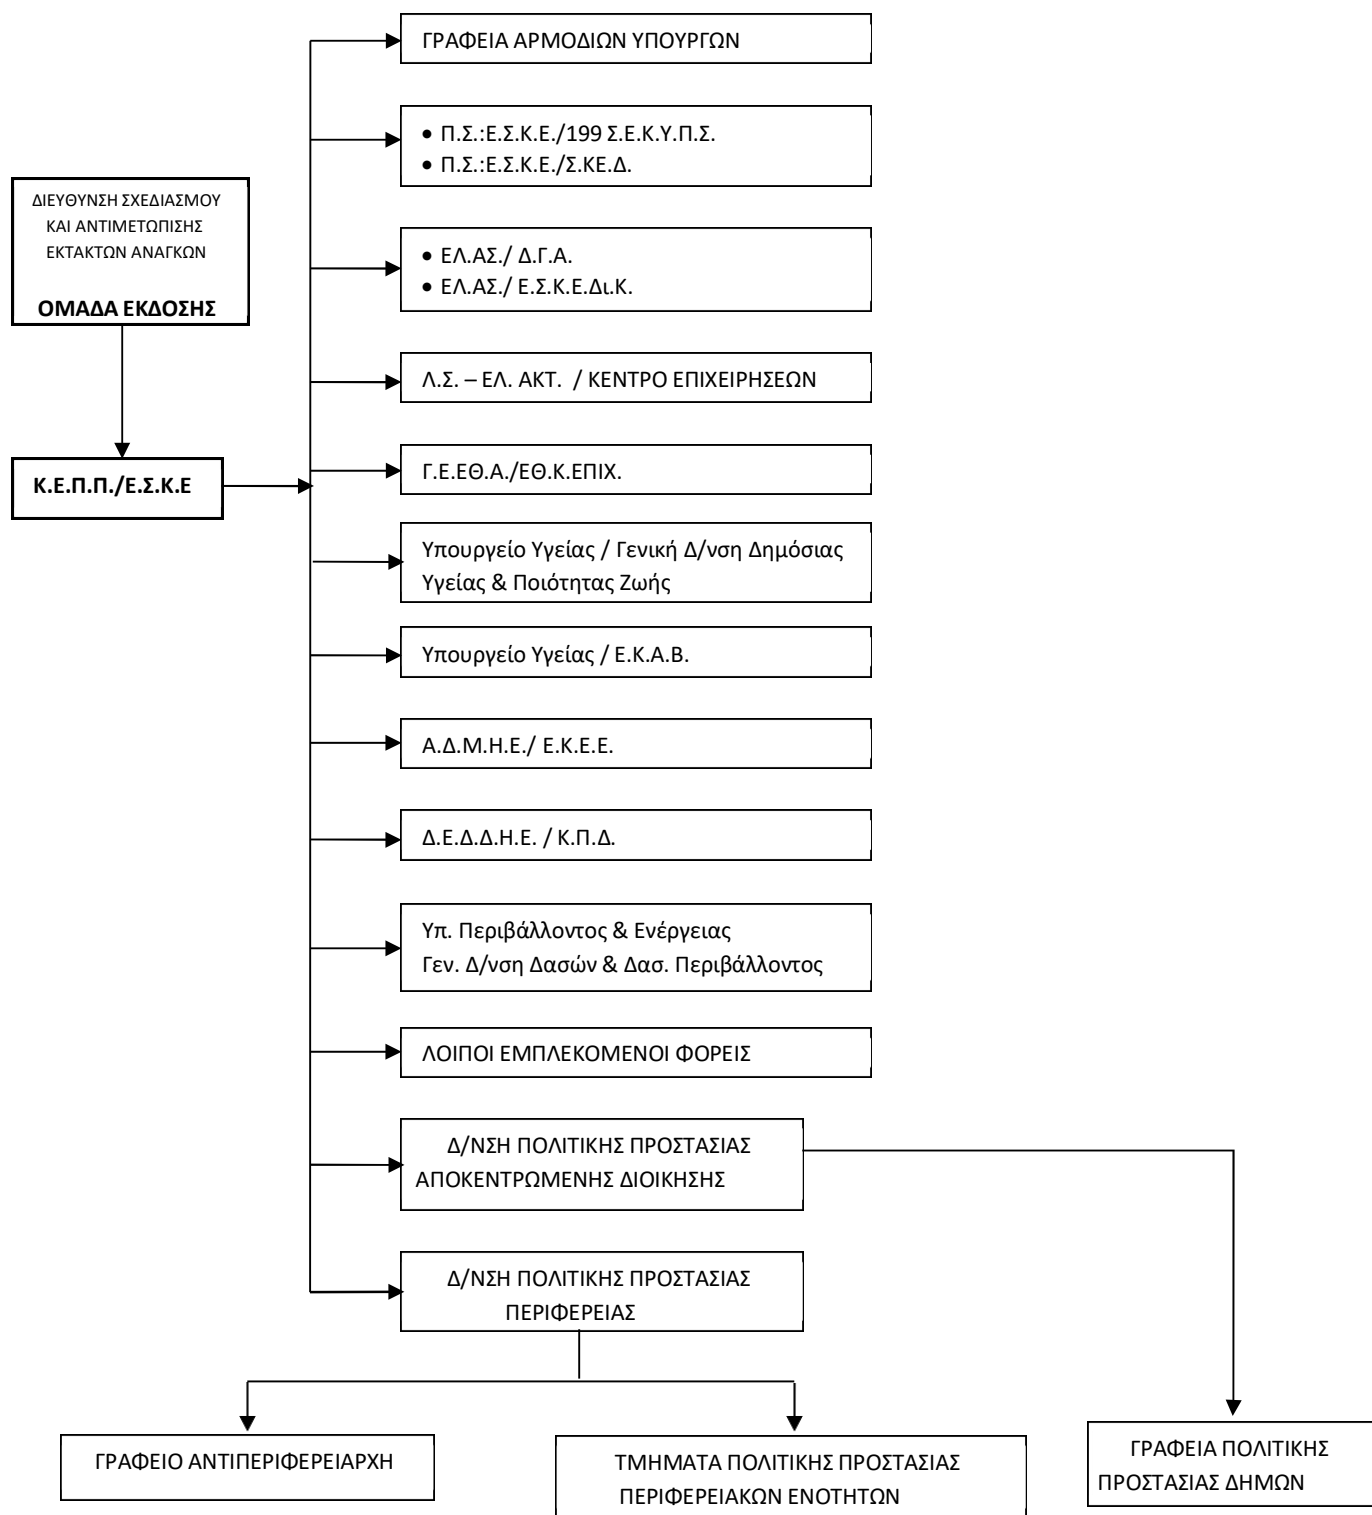 ΓΡΑΦΕΙΑ ΑΡΜΟΔΙΩΝ ΥΠΟΥΡΓΩΝ
• Π.Σ.:Ε.Σ.Κ.Ε./199 Σ.Ε.Κ.Υ.Π.Σ.
• Π.Σ.:Ε.Σ.Κ.Ε./Σ.ΚΕ.Δ.
ΔΙΕΥΘΥΝΣΗ ΣΧΕΔΙΑΣΜΟΥ
ΚΑΙ ΑΝΤΙΜΕΤΩΠΙΣΗΣ
ΕΚΤΑΚΤΩΝ ΑΝΑΓΚΩΝ
ΟΜΑΔΑ ΕΚΔΟΣΗΣ
• ΕΛ.ΑΣ./ Δ.Γ.Α.
• ΕΛ.ΑΣ./ Ε.Σ.Κ.Ε.Δι.Κ.
Λ.Σ. – ΕΛ. ΑΚΤ. / ΚΕΝΤΡΟ ΕΠΙΧΕΙΡΗΣΕΩΝ
Κ.Ε.Π.Π./Ε.Σ.Κ.Ε
Γ.Ε.ΕΘ.Α./ΕΘ.Κ.ΕΠΙΧ.
Υπουργείο Υγείας / Γενική Δ/νση Δημόσιας
Υγείας & Ποιότητας Ζωής
Υπουργείο Υγείας / Ε.Κ.Α.Β.
Α.Δ.Μ.Η.Ε./ Ε.Κ.Ε.Ε.
Δ.Ε.Δ.Δ.Η.Ε. / Κ.Π.Δ.
Υπ. Περιβάλλοντος & Ενέργειας
Γεν. Δ/νση Δασών & Δασ. Περιβάλλοντος
ΛΟΙΠΟΙ ΕΜΠΛΕΚΟΜΕΝΟΙ ΦΟΡΕΙΣ
Δ/ΝΣΗ ΠΟΛΙΤΙΚΗΣ ΠΡΟΣΤΑΣΙΑΣ
ΑΠΟΚΕΝΤΡΩΜΕΝΗΣ ΔΙΟΙΚΗΣΗΣ
Δ/ΝΣΗ ΠΟΛΙΤΙΚΗΣ ΠΡΟΣΤΑΣΙΑΣ
ΠΕΡΙΦΕΡΕΙΑΣ
ΓΡΑΦΕΙΟ ΑΝΤΙΠΕΡΙΦΕΡΕΙΑΡΧΗ
ΤΜΗΜΑΤΑ ΠΟΛΙΤΙΚΗΣ ΠΡΟΣΤΑΣΙΑΣ
ΠΕΡΙΦΕΡΕΙΑΚΩΝ ΕΝΟΤΗΤΩΝ
ΓΡΑΦΕΙΑ ΠΟΛΙΤΙΚΗΣ
ΠΡΟΣΤΑΣΙΑΣ ΔΗΜΩΝ